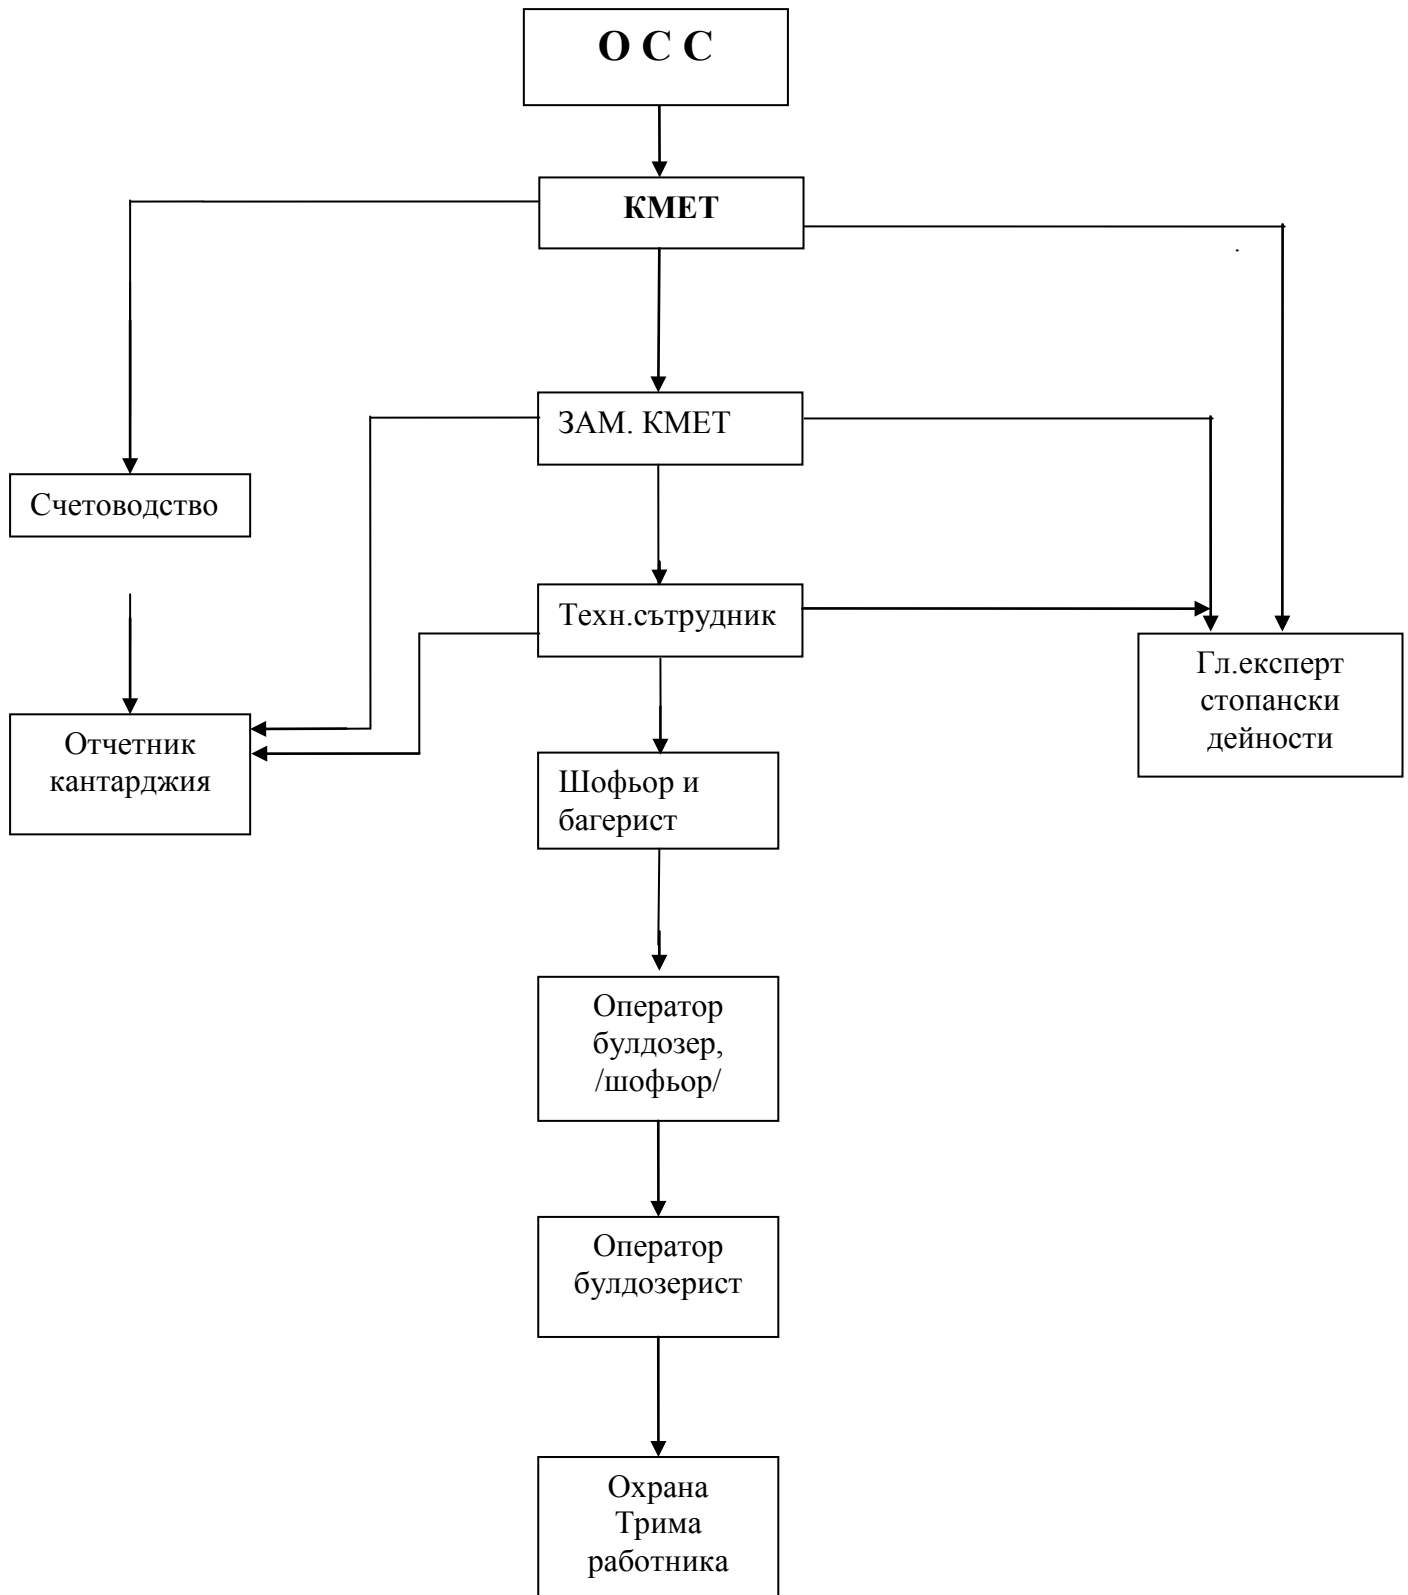 О С С
КМЕТ
ЗАМ. КМЕТ
Счетоводство
Техн.сътрудник
Гл.експерт
стопански
дейности
Отчетник
кантарджия
Шофьор и
багерист
Оператор
булдозер,
/шофьор/
Оператор
булдозерист
Охрана
Трима
работника